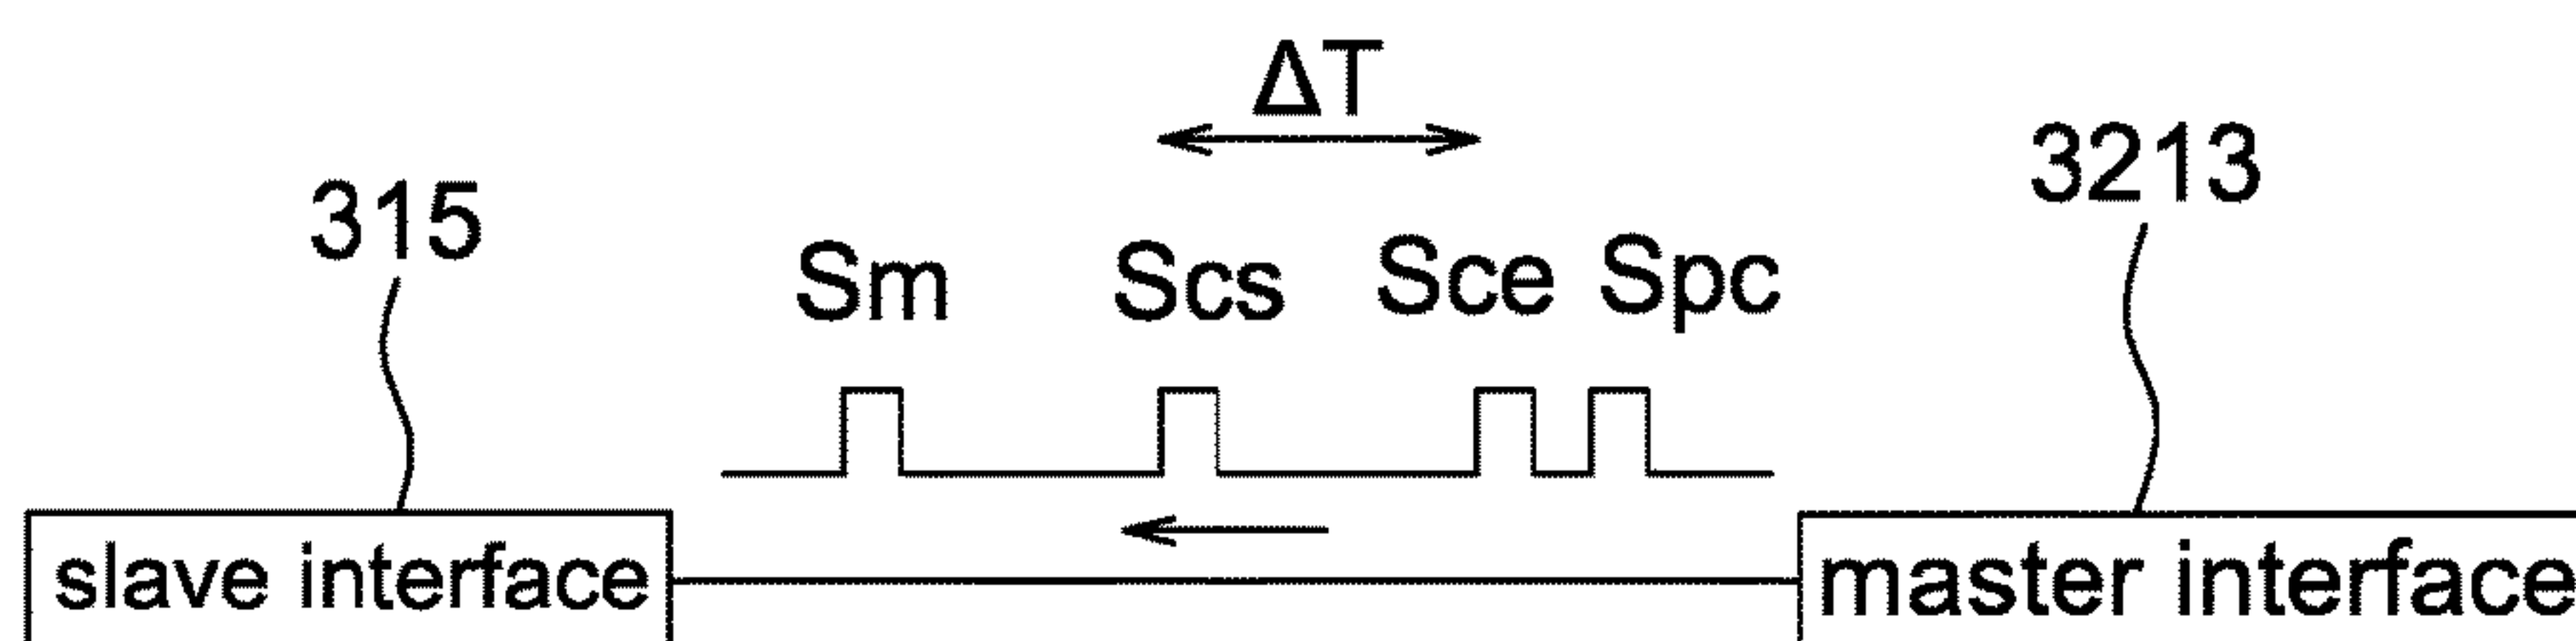 ΔT
315
3213
Sm Scs Sce Spc
slave interface
master interface